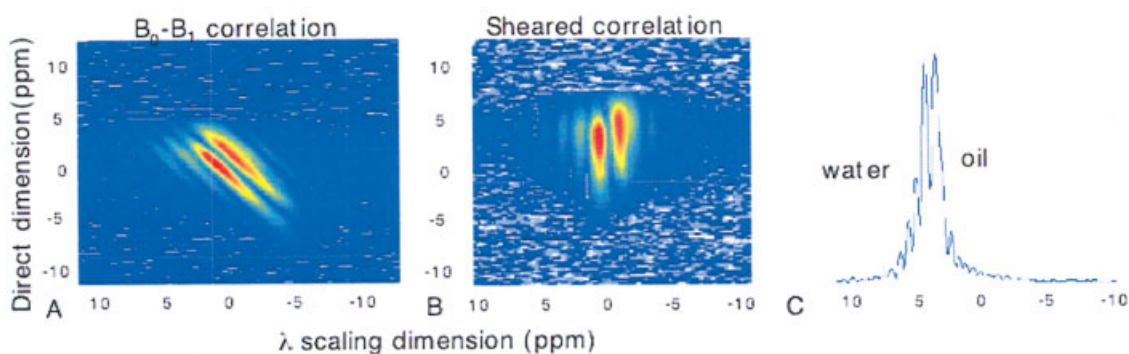 B₀-B₁ correlation
Sheared correlation
Direct dimension(ppm)
10
5
0
-5
-10
10
5
0
-5
-10
water
oil
A
10 5 0 -5 -10
B
10 5 0 -5 -10
C
10 5 0 -5 -10
λ scaling dimension (ppm)